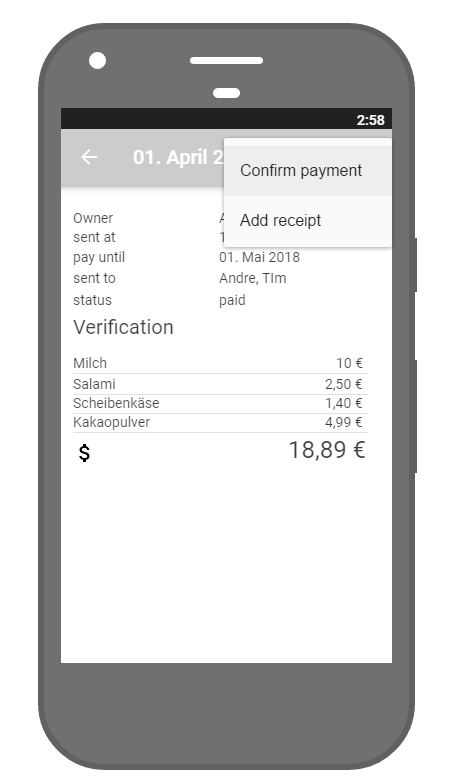 2:58
01. April 2
Confirm payment
Add receipt
Owner
sent at
pay until 01. Mai 2018
sent to Andre, TIm
status paid
Verification
Milch 10 €
Salami 2,50 €
Scheibenkäse 1,40 €
Kakaopulver 4,99 €
$ 18,89 €